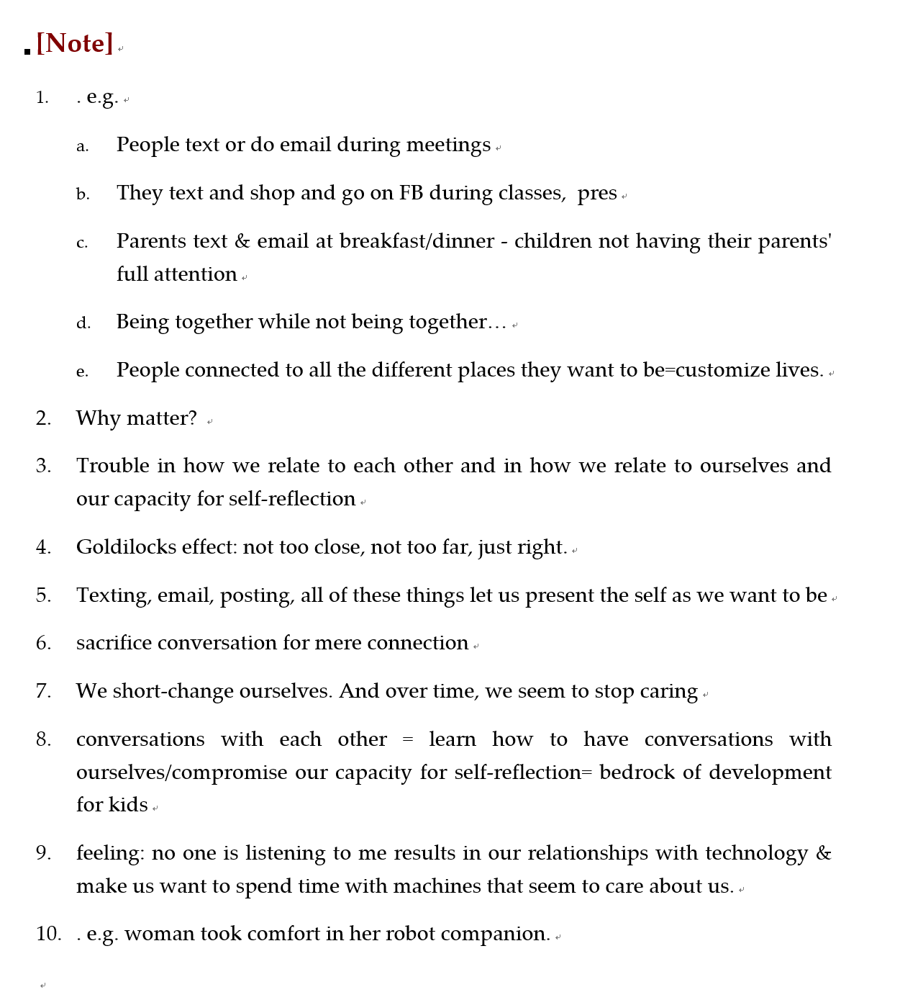 [Note]
1. . e.g.
a. People text or do email during meetings
b. They text and shop and go on FB during classes,  pres
c. Parents text & email at breakfast/dinner - children not having their parents'
full attention
d. Being together while not being together…
e. People connected to all the different places they want to be=customize lives.
2. Why matter?
3. Trouble in how we relate to each other and in how we relate to ourselves and
our capacity for self-reflection
4. Goldilocks effect: not too close, not too far, just right.
5. Texting, email, posting, all of these things let us present the self as we want to be
6. sacrifice conversation for mere connection
7. We short-change ourselves. And over time, we seem to stop caring
8. conversations with each other = learn how to have conversations with
ourselves/compromise our capacity for self-reflection= bedrock of development
for kids
9. feeling: no one is listening to me results in our relationships with technology &
make us want to spend time with machines that seem to care about us.
10. . e.g. woman took comfort in her robot companion.